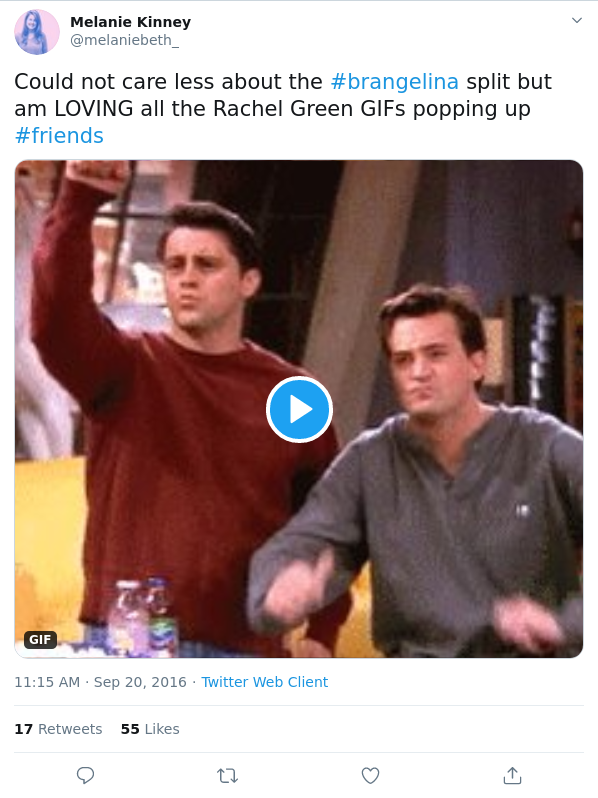 Melanie Kinney
@melaniebeth_
Could not care less about the #brangelina split but
am LOVING all the Rachel Green GIFs popping up
#friends
GIF
11:15 AM · Sep 20, 2016 · Twitter Web Client
17 Retweets 55 Likes